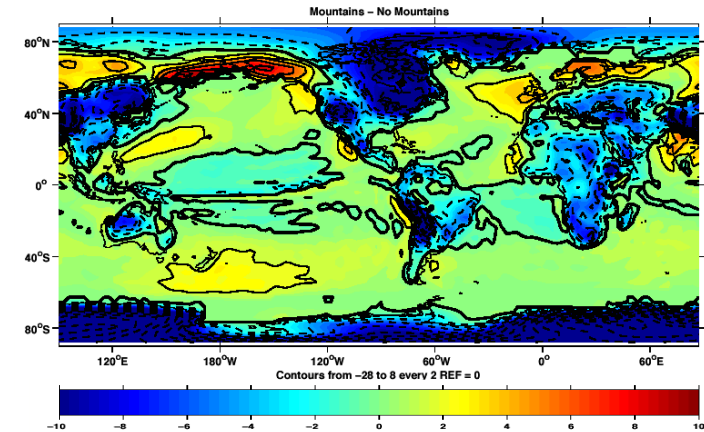 Mountains − No Mountains
80°N
40°N
0°
40°S
80°S
120°E 180°W 120°W 60°W 0° 60°E
Contours from −28 to 8 every 2 REF = 0
−10 −8 −6 −4 −2 0 2 4 6 8 10